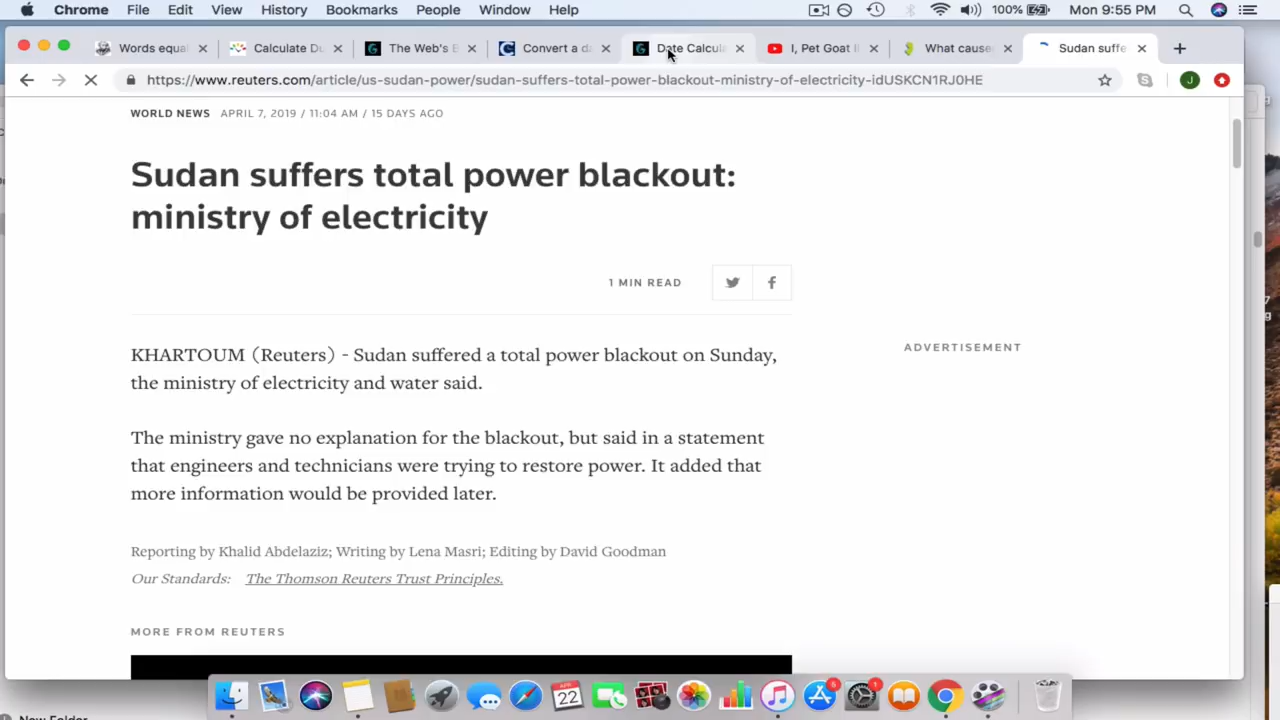 Chrome File Edit View History Bookmarks People Window Help 100% Mon 9:55 PM
Words equa Calculate Du The Web's B Convert a da Date Calcula I, Pet Goat I What cause Sudan suffe
https://www.reuters.com/article/us-sudan-power/sudan-suffers-total-power-blackout-ministry-of-electricity-idUSKCN1RJ0HE J
WORLD NEWS APRIL 7, 2019 / 11:04 AM / 15 DAYS AGO
Sudan suffers total power blackout:
ministry of electricity
1 MIN READ
KHARTOUM (Reuters) - Sudan suffered a total power blackout on Sunday,
the ministry of electricity and water said.
ADVERTISEMENT
The ministry gave no explanation for the blackout, but said in a statement
that engineers and technicians were trying to restore power. It added that
more information would be provided later.
Reporting by Khalid Abdelaziz; Writing by Lena Masri; Editing by David Goodman
Our Standards: The Thomson Reuters Trust Principles.
MORE FROM REUTERS
APR 22 6 1
New Folder